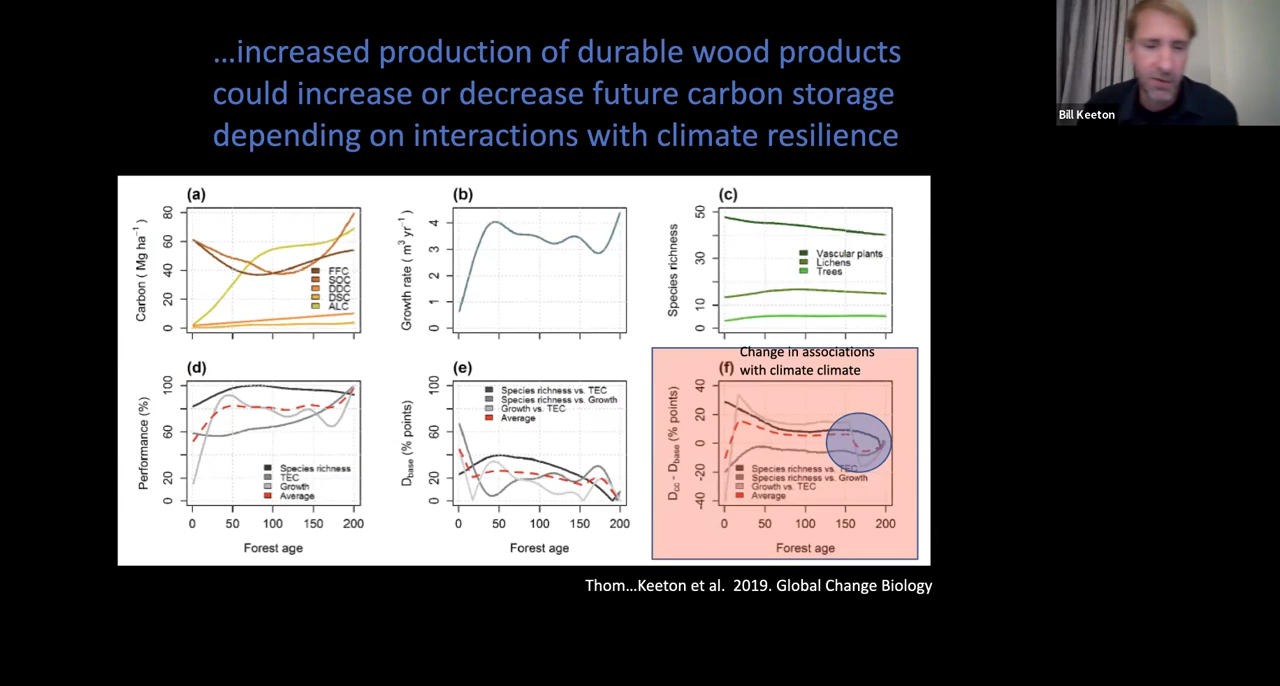 ...increased production of durable wood products
could increase or decrease future carbon storage
depending on interactions with climate resilience
Bill Keeton
(a)
Carbon ( Mg ha⁻¹ )
80
60
40
20
0
FFC
SOC
DDC
DSC
ALC
(b)
Growth rate ( m³ yr⁻¹ )
4
3
2
1
0
(c)
Species richness
50
30
10
0
Vascular plants
Lichens
Trees
(d)
Performance (%)
100
60
20
0
Species richness
TEC
Growth
Average
0 50 100 150 200
Forest age
(e)
Dbase (% points)
100
60
20
0
Species richness vs. TEC
Species richness vs. Growth
Growth vs. TEC
Average
0 50 100 150 200
Forest age
Change in associations
with climate climate
(f)
Dcc - Dbase (% points)
40
20
0
-20
-40
Species richness vs. TEC
Species richness vs. Growth
Growth vs. TEC
Average
0 50 100 150 200
Forest age
Thom...Keeton et al. 2019. Global Change Biology